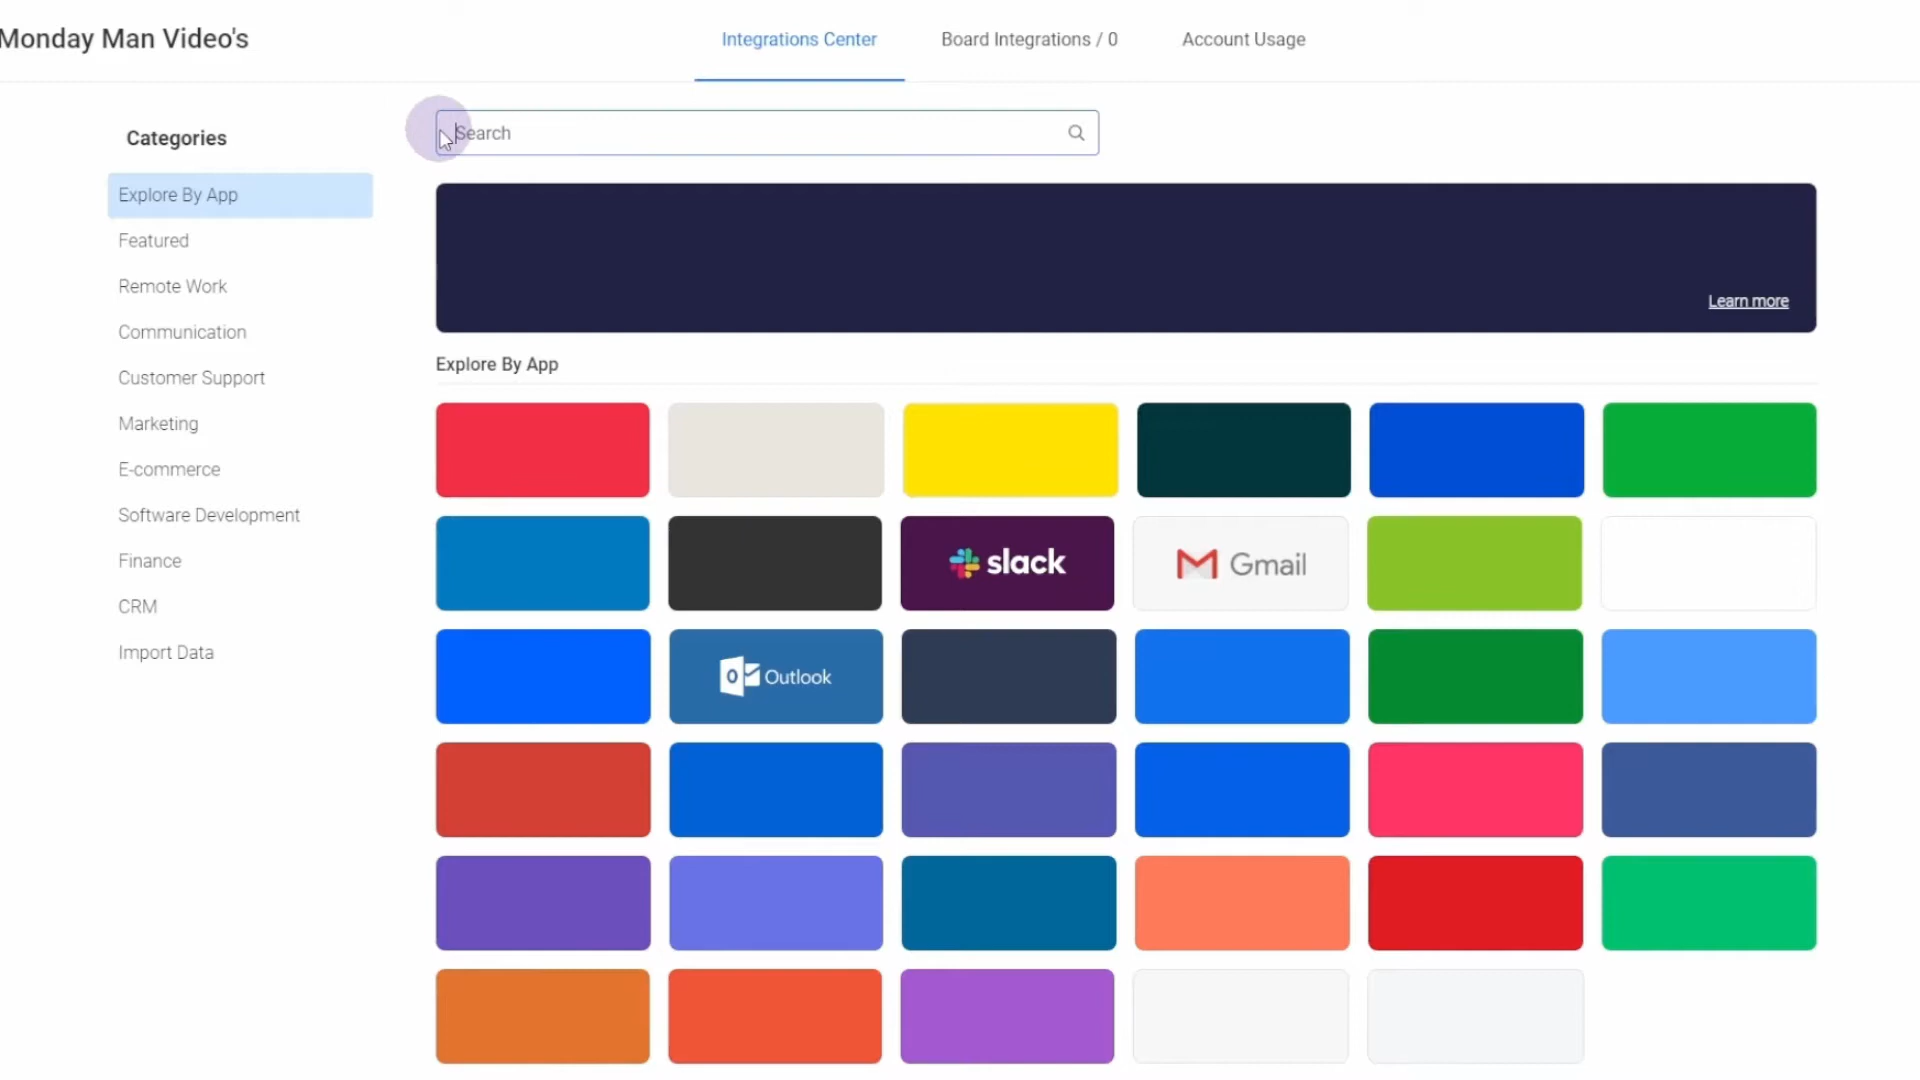 Monday Man Video's
Integrations Center
Board Integrations / 0
Account Usage
Categories
Search
Explore By App
Featured
Remote Work
Communication
Customer Support
Marketing
E-commerce
Software Development
Finance
CRM
Import Data
Learn more
Explore By App
slack
Gmail
Outlook